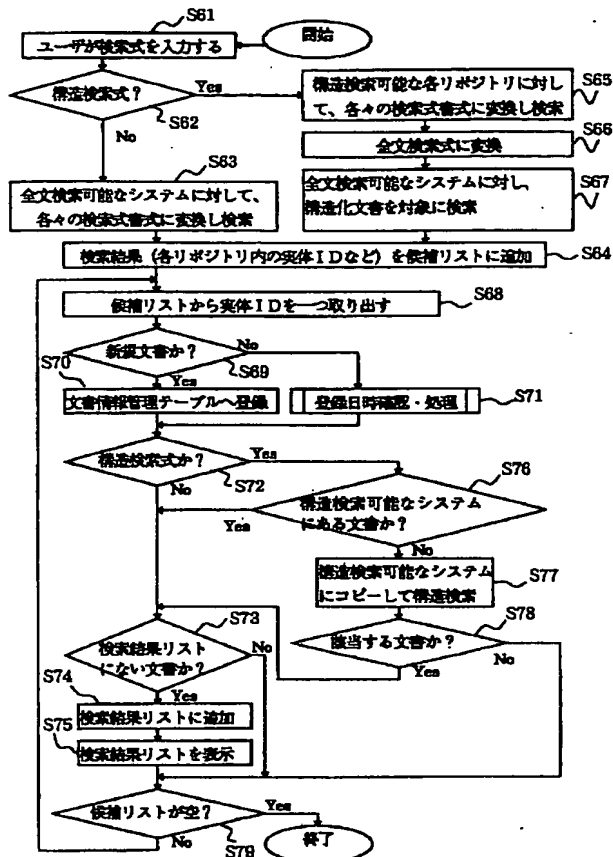 S61
開始
ユーザが検索式を入力する
構造検索式？
Yes
S62
No
S65
構造検索可能な各リポジトリに対し
て、各々の検索式書式に変換し検索
S66
全文検索式に変換
S63
全文検索可能なシステムに対して、
各々の検索式書式に変換し検索
S67
全文検索可能なシステムに対し、
構造化文書を対象に検索
検索結果（各リポジトリ内の実体ＩＤなど）を候補リストに追加
S64
候補リストから実体ＩＤを一つ取り出す
S68
新規文書か？
No
S69
Yes
S70
文書情報管理テーブルへ登録
登録日時確認・処理
S71
構造検索式か？
Yes
S72
No
S76
構造検索可能なシステム
にある文書か？
Yes
No
構造検索可能なシステム
にコピーして構造検索
S77
S78
該当する文書か？
No
Yes
S73
検索結果リスト
にない文書か？
No
S74
Yes
検索結果リストに追加
S75
検索結果リストを表示
候補リストが空？
Yes
S79
No
終了